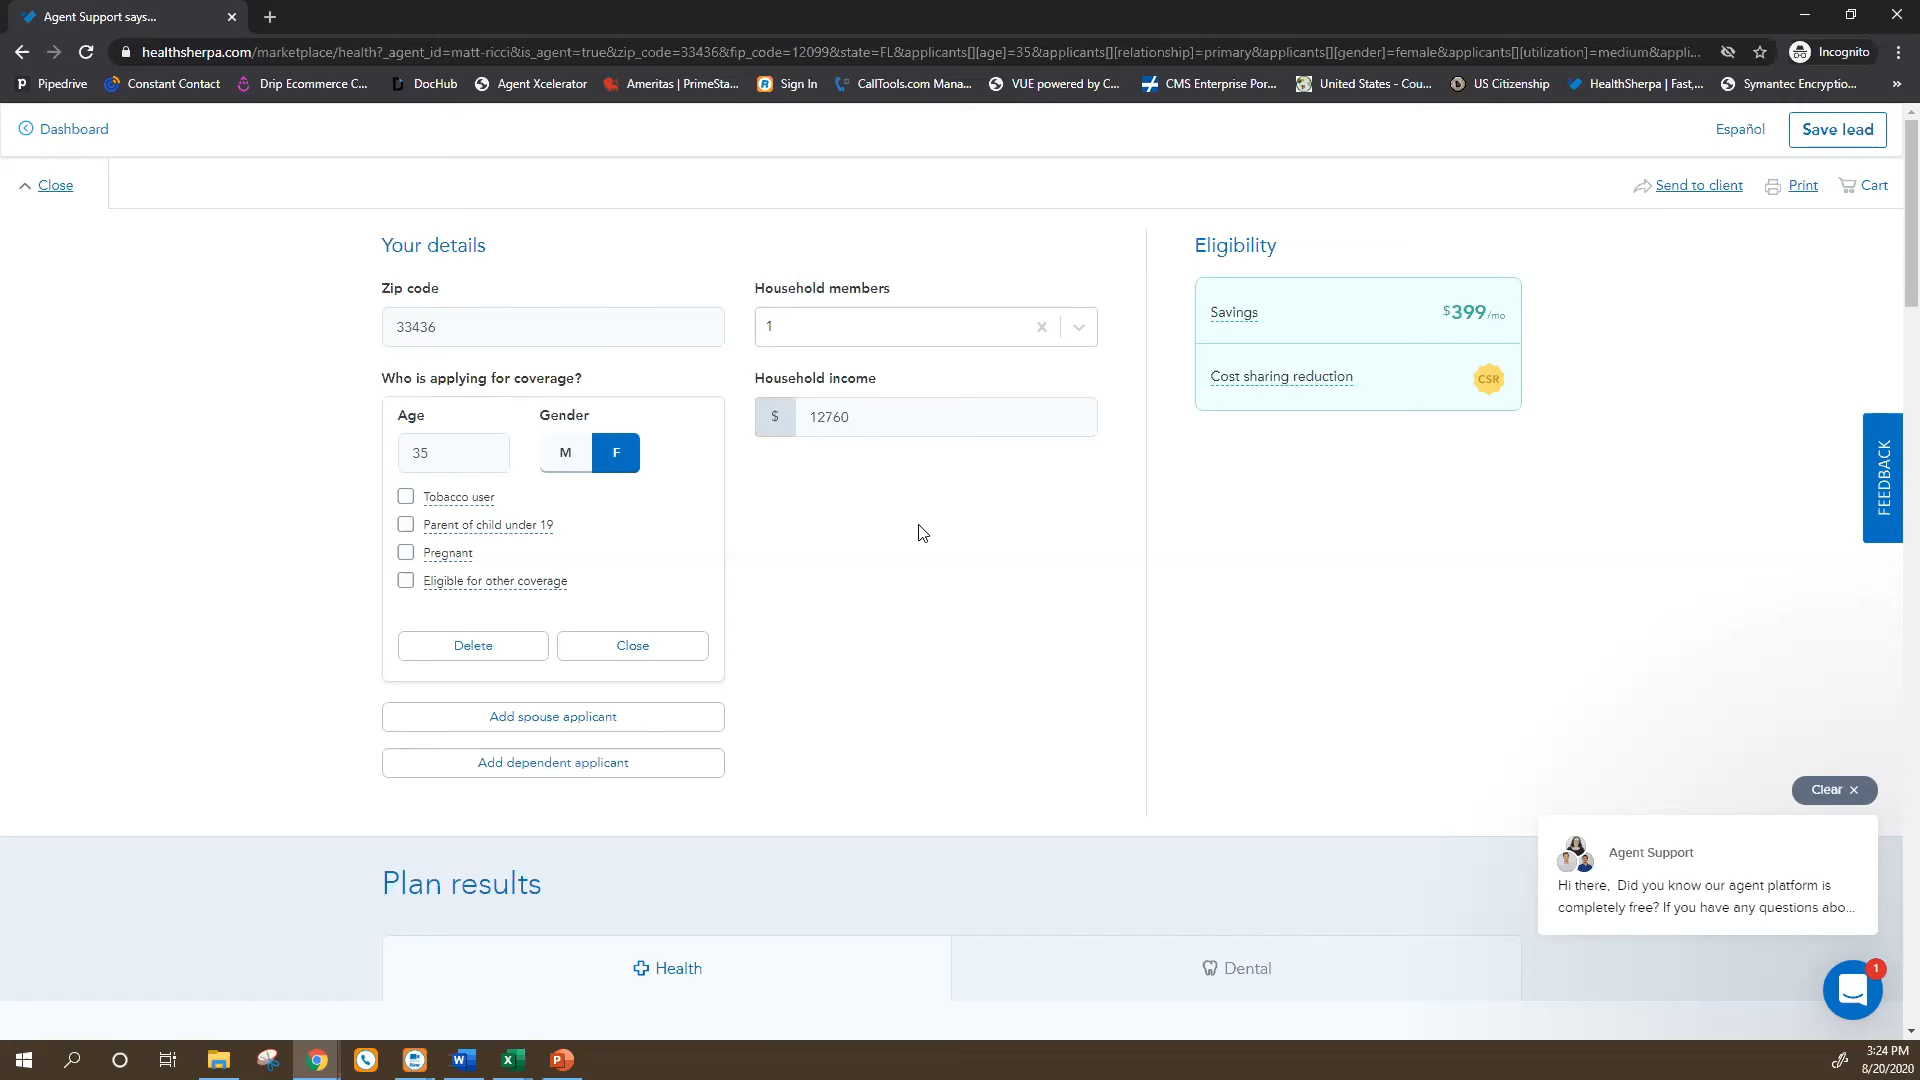 Agent Support says...
healthsherpa.com/marketplace/health?_agent_id=matt-ricci&is_agent=true&zip_code=33436&fip_code=12099&state=FL&applicants[][age]=35&applicants[][relationship]=primary&applicants[][gender]=female&applicants[][utilization]=medium&appli...
Incognito
Pipedrive
Constant Contact
Drip Ecommerce C...
DocHub
Agent Xcelerator
Ameritas | PrimeSta...
Sign In
CallTools.com Mana...
VUE powered by C...
CMS Enterprise Por...
United States - Cou...
US Citizenship
HealthSherpa | Fast,...
Symantec Encryptio...
Dashboard
Español
Save lead
Close
Send to client
Print
Cart
Your details
Eligibility
Zip code
Household members
33436
1
Savings
$399/mo
Cost sharing reduction
CSR
Who is applying for coverage?
Household income
Age
Gender
$ 12760
35
M
F
Tobacco user
Parent of child under 19
Pregnant
Eligible for other coverage
Delete
Close
Add spouse applicant
Add dependent applicant
FEEDBACK
Clear
Agent Support
Hi there, Did you know our agent platform is
completely free? If you have any questions abo...
1
Plan results
Health
Dental
3:24 PM
8/20/2020